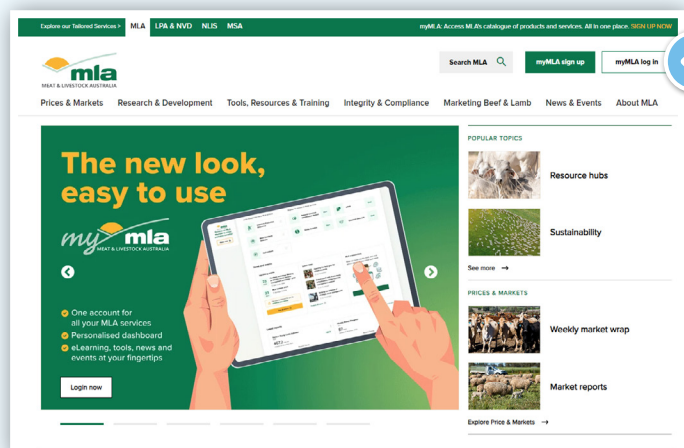 Explore our Tailored Services > MLA LPA & NVD NLIS MSA myMLA: Access MLA's catalogue of products and services. All in one place. SIGN UP NOW
mla
MEAT & LIVESTOCK AUSTRALIA
Search MLA myMLA sign up myMLA log in
Prices & Markets Research & Development Tools, Resources & Training Integrity & Compliance Marketing Beef & Lamb News & Events About MLA
The new look,
easy to use
my mla
MEAT & LIVESTOCK AUSTRALIA
One account for
all your MLA services
Personalised dashboard
eLearning, tools, news and
events at your fingertips
Login now
POPULAR TOPICS
Resource hubs
Sustainability
See more →
PRICES & MARKETS
Weekly market wrap
Market reports
Explore Price & Markets →